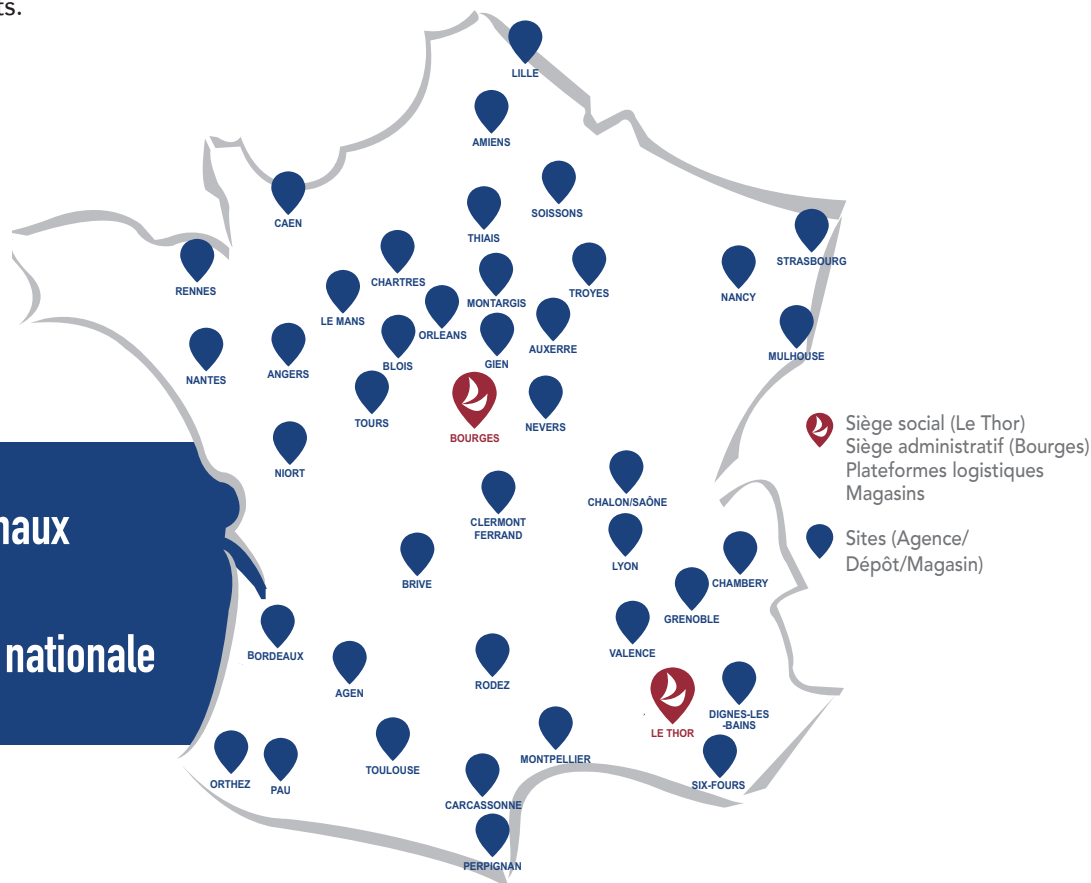 ts.
LILLE
AMIENS
SOISSONS
CAEN
THIAIS
STRASBOURG
CHARTRES
RENNES
TROYES
NANCY
MONTARGIS
LE MANS
ORLEANS
AUXERRE
MULHOUSE
GIEN
BLOIS
ANGERS
NANTES
TOURS
NEVERS
BOURGES
NIORT
CHALON/SAÔNE
CLERMONT
FERRAND
LYON
BRIVE
CHAMBERY
GRENOBLE
VALENCE
BORDEAUX
RODEZ
AGEN
DIGNES-LES
-BAINS
LE THOR
MONTPELLIER
TOULOUSE
ORTHEZ
PAU
SIX-FOURS
CARCASSONNE
PERPIGNAN
naux
nationale
Siège social (Le Thor)
Siège administratif (Bourges)
Plateformes logistiques
Magasins
Sites (Agence/
Dépôt/Magasin)